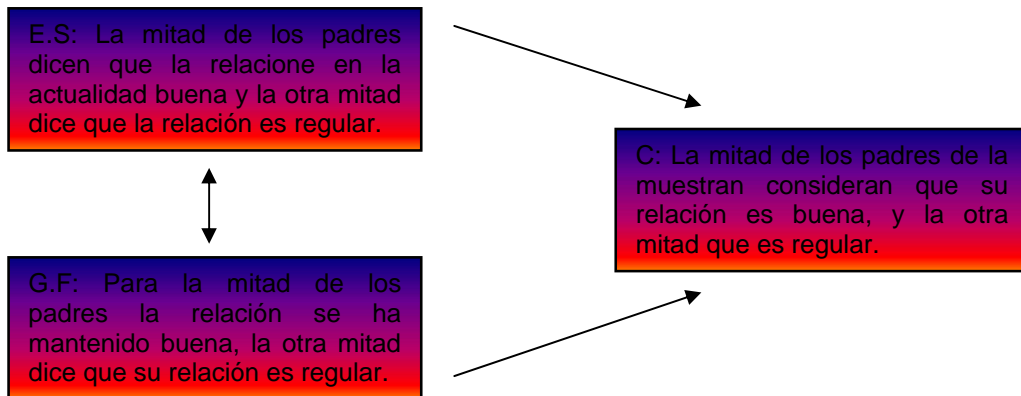 E.S: La mitad de los padres
dicen que la relacione en la
actualidad buena y la otra mitad
dice que la relación es regular.
C: La mitad de los padres de la
muestran consideran que su
relación es buena, y la otra
mitad que es regular.
G.F: Para la mitad de los
padres la relación se ha
mantenido buena, la otra mitad
dice que su relación es regular.